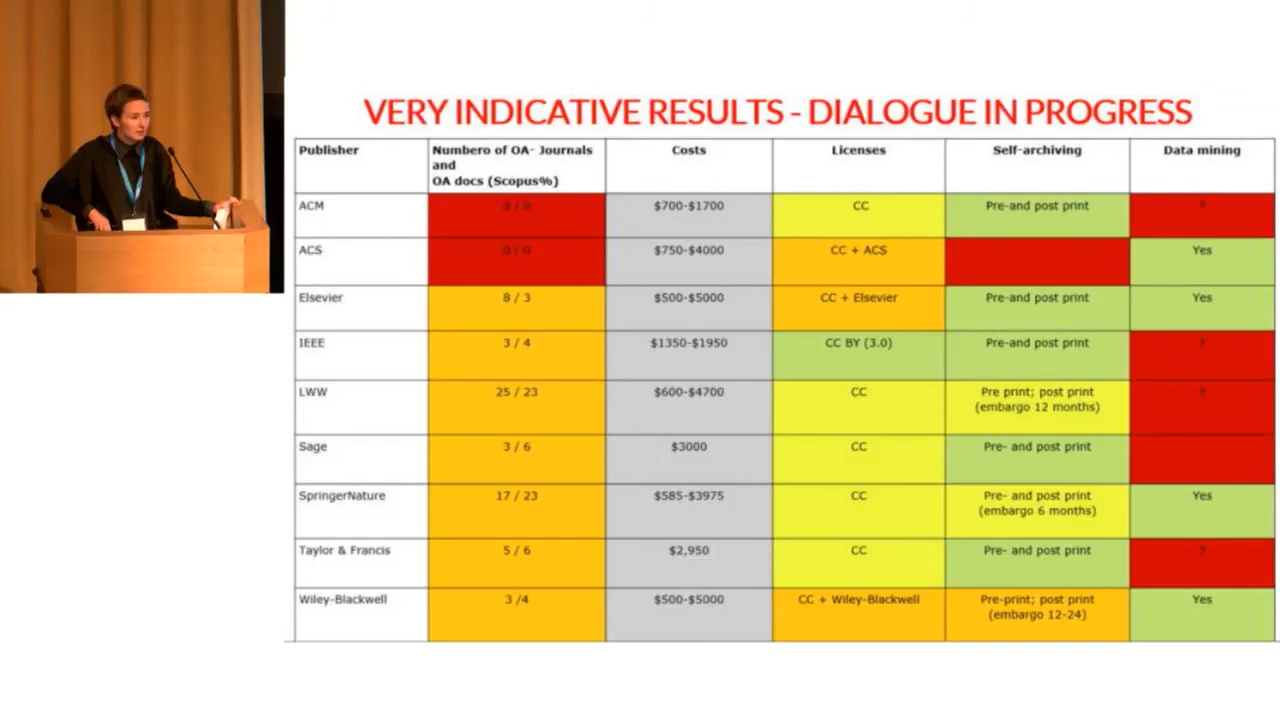 VERY INDICATIVE RESULTS - DIALOGUE IN PROGRESS
Publisher
Numbero of OA- Journals
and
OA docs (Scopus%)
Costs
Licenses
Self-archiving
Data mining
ACM
0 / 0
$700-$1700
CC
Pre-and post print
?
ACS
0 / 0
$750-$4000
CC + ACS
Yes
Elsevier
8 / 3
$500-$5000
CC + Elsevier
Pre-and post print
Yes
IEEE
3 / 4
$1350-$1950
CC BY (3.0)
Pre-and post print
?
LWW
25 / 23
$600-$4700
CC
Pre print; post print
(embargo 12 months)
?
Sage
3 / 6
$3000
CC
Pre- and post print
SpringerNature
17 / 23
$585-$3975
CC
Pre- and post print
(embargo 6 months)
Yes
Taylor & Francis
5 / 6
$2,950
CC
Pre- and post print
?
Wiley-Blackwell
3 /4
$500-$5000
CC + Wiley-Blackwell
Pre-print; post print
(embargo 12-24)
Yes